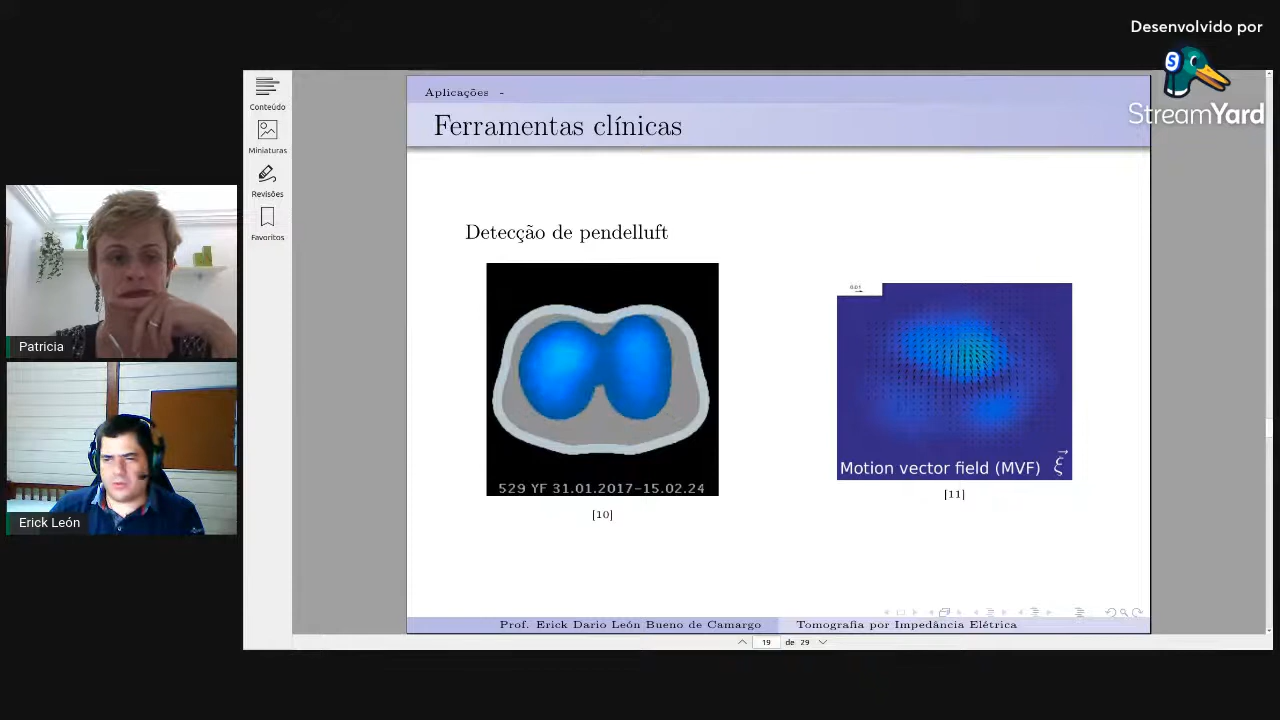 Desenvolvido por
StreamYard
Conteúdo
Miniaturas
Revisões
Favoritos
Aplicações -
Ferramentas clínicas
Detecção de pendelluft
529 YF 31.01.2017-15.02.24
[10]
0.01
Motion vector field (MVF) ξ⃗
[11]
Patricia
Erick León
Prof. Erick Dario León Bueno de Camargo
Tomografia por Impedância Elétrica
19 de 29